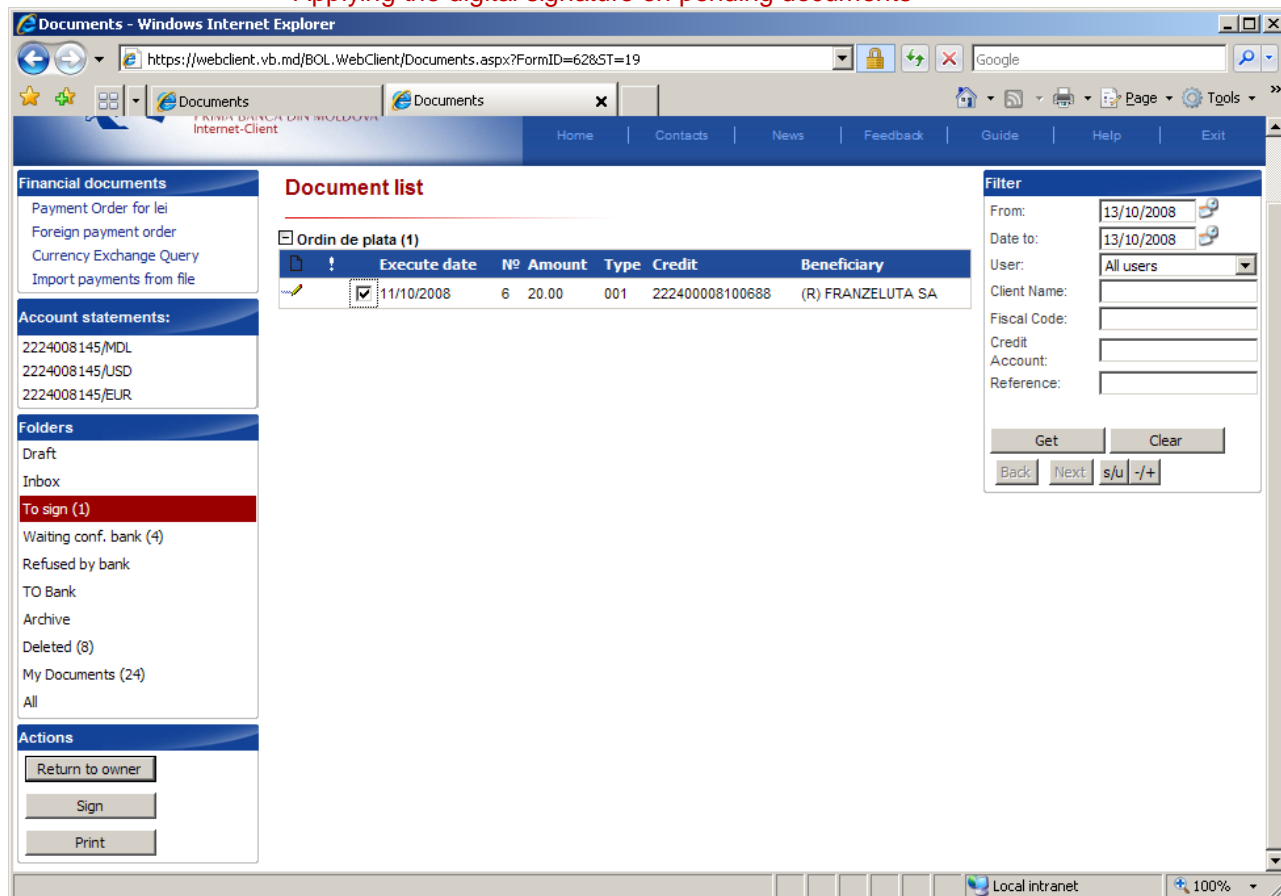 Applying the digital signature on pending documents
Documents - Windows Internet Explorer
https://webclient.vb.md/BOL.WebClient/Documents.aspx?FormID=62&ST=19
Google
Documents
Documents
Page
Tools
»
PRIMA BANCA DIN MOLDOVA
Internet-Client
Home | Contacts | News | Feedback | Guide | Help | Exit
Financial documents
Payment Order for lei
Foreign payment order
Currency Exchange Query
Import payments from file
Account statements:
2224008145/MDL
2224008145/USD
2224008145/EUR
Folders
Draft
Inbox
To sign (1)
Waiting conf. bank (4)
Refused by bank
TO Bank
Archive
Deleted (8)
My Documents (24)
All
Actions
Return to owner
Sign
Print
Document list
Ordin de plata (1)
! Execute date Nº Amount Type Credit Beneficiary
11/10/2008 6 20.00 001 222400008100688 (R) FRANZELUTA SA
Filter
From: 13/10/2008
Date to: 13/10/2008
User: All users
Client Name:
Fiscal Code:
Credit
Account:
Reference:
Get Clear
Back Next s/u -/+
Local intranet
100%